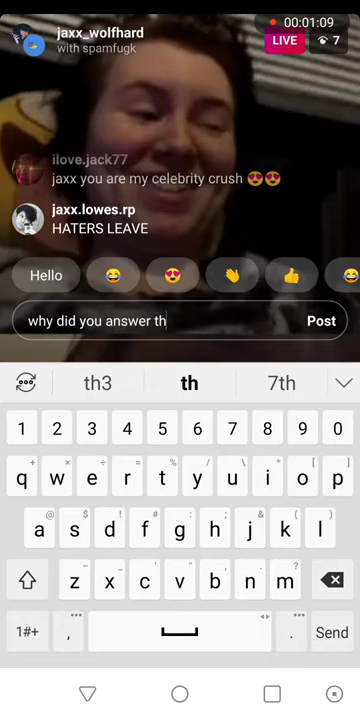 00:01:09
jaxx_wolfhard
with spamfugk
LIVE 7
ilove.jack77
jaxx you are my celebrity crush 😍😍
jaxx.lowes.rp
HATERS LEAVE
Hello 😂 😍 👏 👍 😂
why did you answer th Post
th3 th 7th
1 2 3 4 5 6 7 8 9 0
+ × ÷ = % / \ * [ ]
q w e r t y u i o p
@ $ ! # : ; & ( )
a s d f g h j k l
- _ ~ ?
z x c v b n m
1#+ , . Send